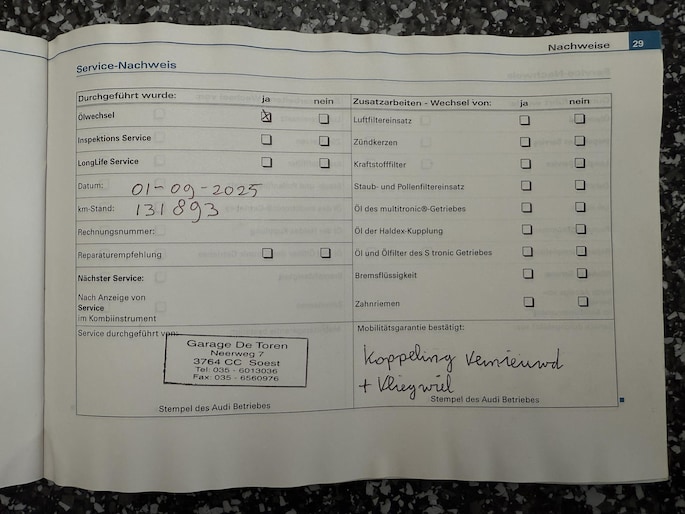 Nachweise 29
Service-Nachweis
Durchgeführt wurde: ja nein
Ölwechsel
Inspektions Service
LongLife Service
Datum: 01-09-2025
km-Stand: 131893
Rechnungsnummer:
Reparaturempfehlung
Nächster Service:
Nach Anzeige von
Service
im Kombiinstrument
Service durchgeführt von:
Garage De Toren
Neerweg 7
3764 CC Soest
Tel: 035 - 6013036
Fax: 035 - 6560976
Stempel des Audi Betriebes
Zusatzarbeiten - Wechsel von: ja nein
Luftfiltereinsatz
Zündkerzen
Kraftstofffilter
Staub- und Pollenfiltereinsatz
Öl des multitronic®-Getriebes
Öl der Haldex-Kupplung
Öl und Ölfilter des S tronic Getriebes
Bremsflüssigkeit
Zahnriemen
Mobilitätsgarantie bestätigt:
Koppeling vernieuwd
+ Vliegwiel
Stempel des Audi Betriebes